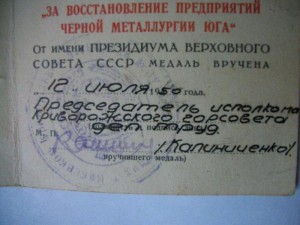 „ЗА ВОССТАНОВЛЕНИЕ ПРЕДПРИЯТИЙ
ЧЕРНОЙ МЕТАЛЛУРГИИ ЮГА"
От имени ПРЕЗИДИУМА ВЕРХОВНОГО
СОВЕТА СССР МЕДАЛЬ ВРУЧЕНА
„12" июля 1950 года.
Председатель исполкома
Криворожского горсовета
деп. труд.
М. П.
/Калиниченко/.
(вручившего медаль)